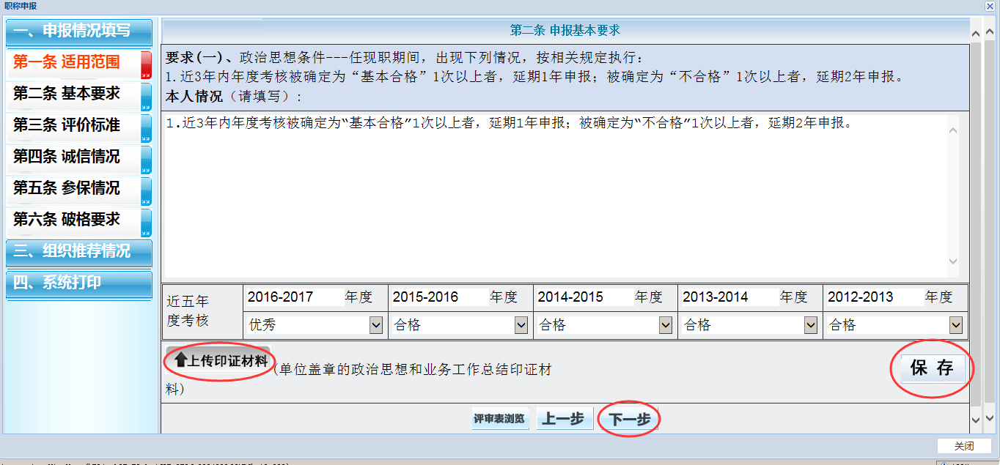 职称申报
一、申报情况填写
第一条 适用范围
第二条 基本要求
第三条 评价标准
第四条 诚信情况
第五条 参保情况
第六条 破格要求
三、组织推荐情况
四、系统打印
第二条 申报基本要求
要求(一)、政治思想条件---任现职期间，出现下列情况，按相关规定执行：
1.近3年内年度考核被确定为“基本合格”1次以上者，延期1年申报；被确定为“不合格”1次以上者，延期2年申报。
本人情况（请填写）:
1.近3年内年度考核被确定为“基本合格”1次以上者，延期1年申报；被确定为“不合格”1次以上者，延期2年申报。
近五年
度考核
2016-2017 年度 2015-2016 年度 2014-2015 年度 2013-2014 年度 2012-2013 年度
优秀 合格 合格 合格 合格
上传印证材料 (单位盖章的政治思想和业务工作总结印证材
料)
保 存
评审表浏览 上一步 下一步
关闭